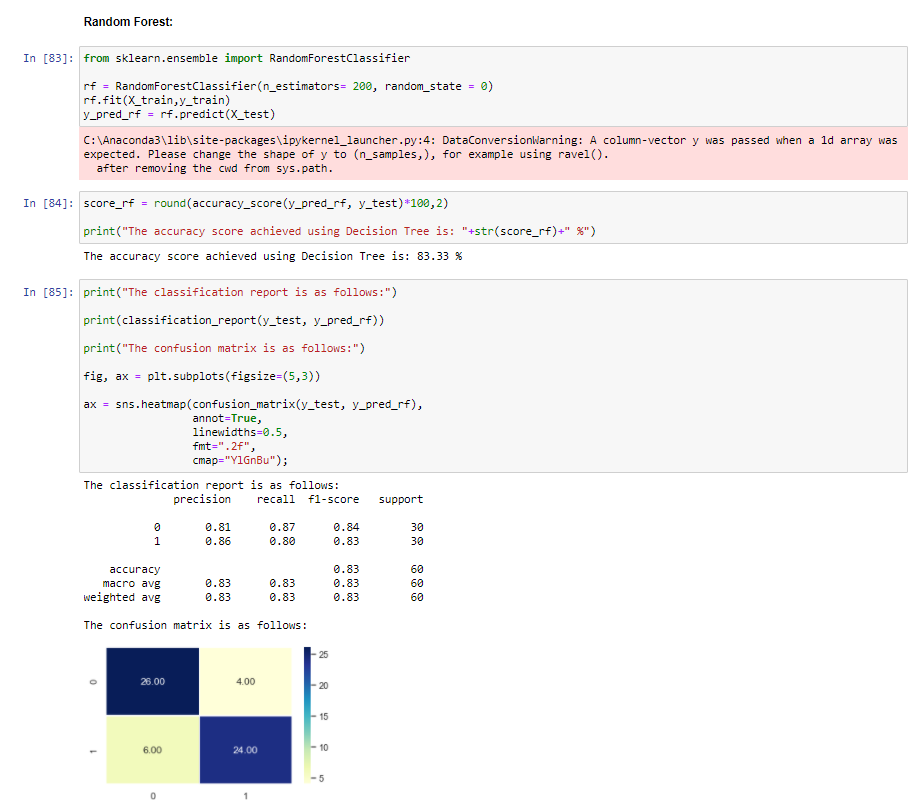 Random Forest:
In [83]: from sklearn.ensemble import RandomForestClassifier
rf = RandomForestClassifier(n_estimators= 200, random_state = 0)
rf.fit(X_train,y_train)
y_pred_rf = rf.predict(X_test)
C:\Anaconda3\lib\site-packages\ipykernel_launcher.py:4: DataConversionWarning: A column-vector y was passed when a 1d array was
expected. Please change the shape of y to (n_samples,), for example using ravel().
after removing the cwd from sys.path.
In [84]: score_rf = round(accuracy_score(y_pred_rf, y_test)*100,2)
print("The accuracy score achieved using Decision Tree is: "+str(score_rf)+" %")
The accuracy score achieved using Decision Tree is: 83.33 %
In [85]: print("The classification report is as follows:")
print(classification_report(y_test, y_pred_rf))
print("The confusion matrix is as follows:")
fig, ax = plt.subplots(figsize=(5,3))
ax = sns.heatmap(confusion_matrix(y_test, y_pred_rf),
annot=True,
linewidths=0.5,
fmt=".2f",
cmap="YlGnBu");
The classification report is as follows:
precision recall f1-score support
0 0.81 0.87 0.84 30
1 0.86 0.80 0.83 30
accuracy 0.83 60
macro avg 0.83 0.83 0.83 60
weighted avg 0.83 0.83 0.83 60
The confusion matrix is as follows:
25
0 26.00 4.00
20
15
1 6.00 24.00
10
5
0 1